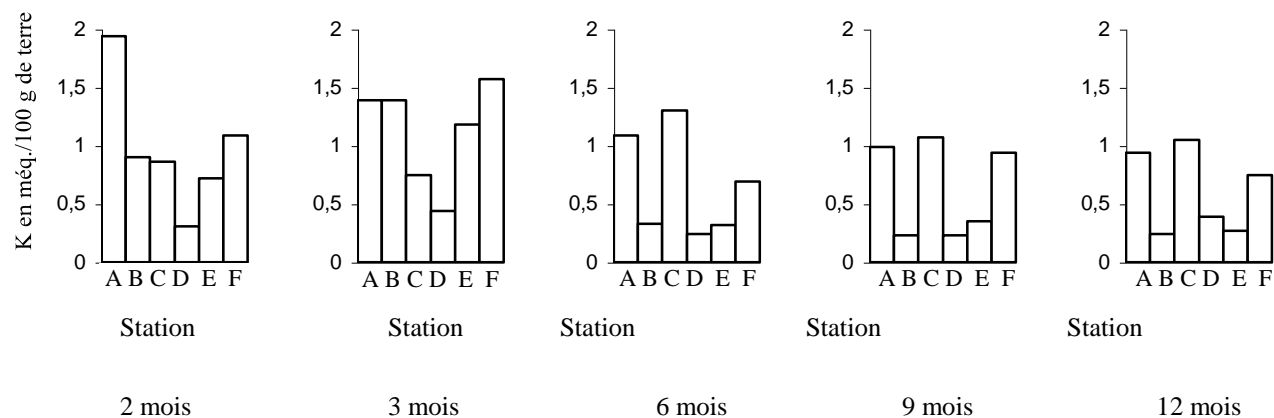 K en méq./100 g de terre
2 2 2 2 2
1,5 1,5 1,5 1,5 1,5
1 1 1 1 1
0,5 0,5 0,5 0,5 0,5
0 0 0 0 0
A B C D E F A B C D E F A B C D E F A B C D E F A B C D E F
Station Station Station Station Station
2 mois 3 mois 6 mois 9 mois 12 mois